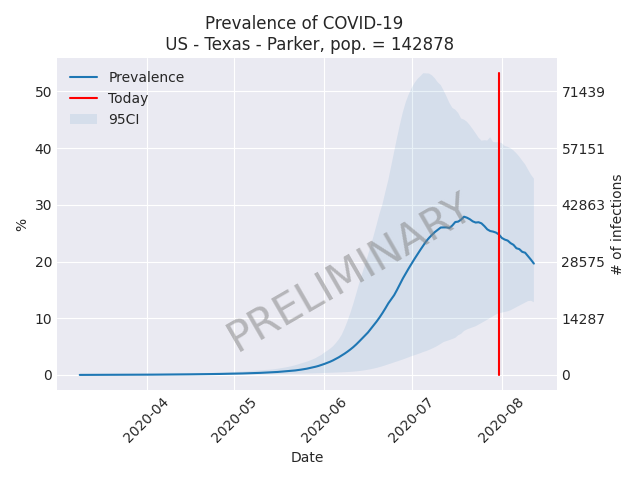 Prevalence of COVID-19
US - Texas - Parker, pop. = 142878
Prevalence
Today
95CI
%
50
40
30
20
10
0
71439
57151
42863
28575
14287
0
# of infections
PRELIMINARY
2020-04
2020-05
2020-06
2020-07
2020-08
Date